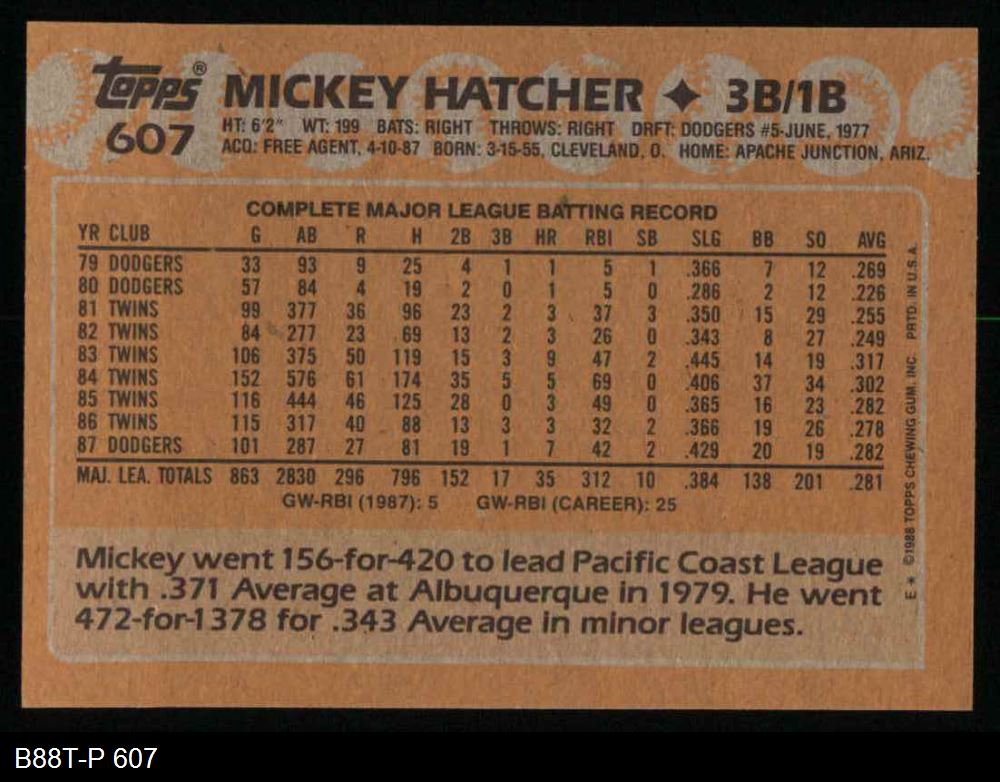 topps® MICKEY HATCHER ✦ 3B/1B
607 HT: 6'2" WT: 199 BATS: RIGHT THROWS: RIGHT DRFT: DODGERS #5-JUNE, 1977
ACQ: FREE AGENT, 4-10-87 BORN: 3-15-55, CLEVELAND, O. HOME: APACHE JUNCTION, ARIZ.
COMPLETE MAJOR LEAGUE BATTING RECORD
YR CLUB G AB R H 2B 3B HR RBI SB SLG BB SO AVG
79 DODGERS 33 93 9 25 4 1 1 5 1 .366 7 12 .269
80 DODGERS 57 84 4 19 2 0 1 5 0 .286 2 12 .226
81 TWINS 99 377 36 96 23 2 3 37 3 .350 15 29 .255
82 TWINS 84 277 23 69 13 2 3 26 0 .343 8 27 .249
83 TWINS 106 375 50 119 15 3 9 47 2 .445 14 19 .317
84 TWINS 152 576 61 174 35 5 5 69 0 .406 37 34 .302
85 TWINS 116 444 46 125 28 0 3 49 0 .365 16 23 .282
86 TWINS 115 317 40 88 13 3 3 32 2 .366 19 26 .278
87 DODGERS 101 287 27 81 19 1 7 42 2 .429 20 19 .282
MAJ. LEA. TOTALS 863 2830 296 796 152 17 35 312 10 .384 138 201 .281
GW-RBI (1987): 5 GW-RBI (CAREER): 25
Mickey went 156-for-420 to lead Pacific Coast League
with .371 Average at Albuquerque in 1979. He went
472-for-1378 for .343 Average in minor leagues.
E* ©1988 TOPPS CHEWING GUM, INC. PRTD. IN U.S.A.
B88T-P 607